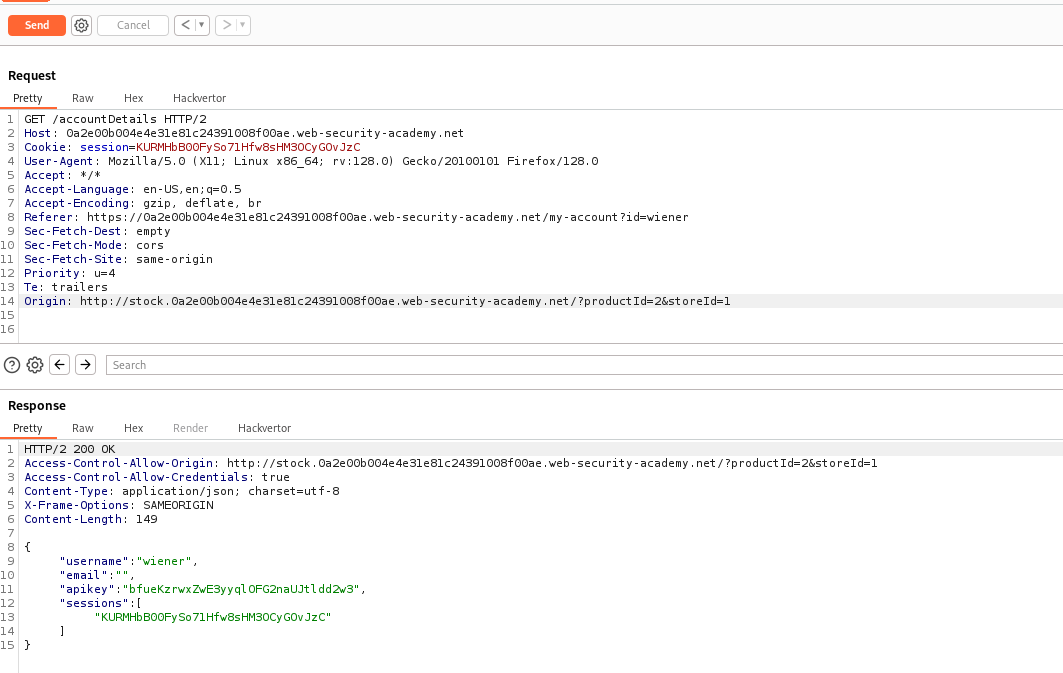 Send Cancel < >
Request
Pretty Raw Hex Hackvertor
1 GET /accountDetails HTTP/2
2 Host: 0a2e00b004e4e31e81c24391008f00ae.web-security-academy.net
3 Cookie: session=KURMHbB00FySo71Hfw8sHM3OCyGOvJzC
4 User-Agent: Mozilla/5.0 (X11; Linux x86_64; rv:128.0) Gecko/20100101 Firefox/128.0
5 Accept: */*
6 Accept-Language: en-US,en;q=0.5
7 Accept-Encoding: gzip, deflate, br
8 Referer: https://0a2e00b004e4e31e81c24391008f00ae.web-security-academy.net/my-account?id=wiener
9 Sec-Fetch-Dest: empty
10 Sec-Fetch-Mode: cors
11 Sec-Fetch-Site: same-origin
12 Priority: u=4
13 Te: trailers
14 Origin: http://stock.0a2e00b004e4e31e81c24391008f00ae.web-security-academy.net/?productId=2&storeId=1
15
16
Search
Response
Pretty Raw Hex Render Hackvertor
1 HTTP/2 200 OK
2 Access-Control-Allow-Origin: http://stock.0a2e00b004e4e31e81c24391008f00ae.web-security-academy.net/?productId=2&storeId=1
3 Access-Control-Allow-Credentials: true
4 Content-Type: application/json; charset=utf-8
5 X-Frame-Options: SAMEORIGIN
6 Content-Length: 149
7
8 {
9 "username":"wiener",
10 "email":"",
11 "apikey":"bfueKzrwxZwE3yyqlOFG2naUJtldd2w3",
12 "sessions":[
13 "KURMHbB00FySo71Hfw8sHM3OCyGOvJzC"
14 ]
15 }